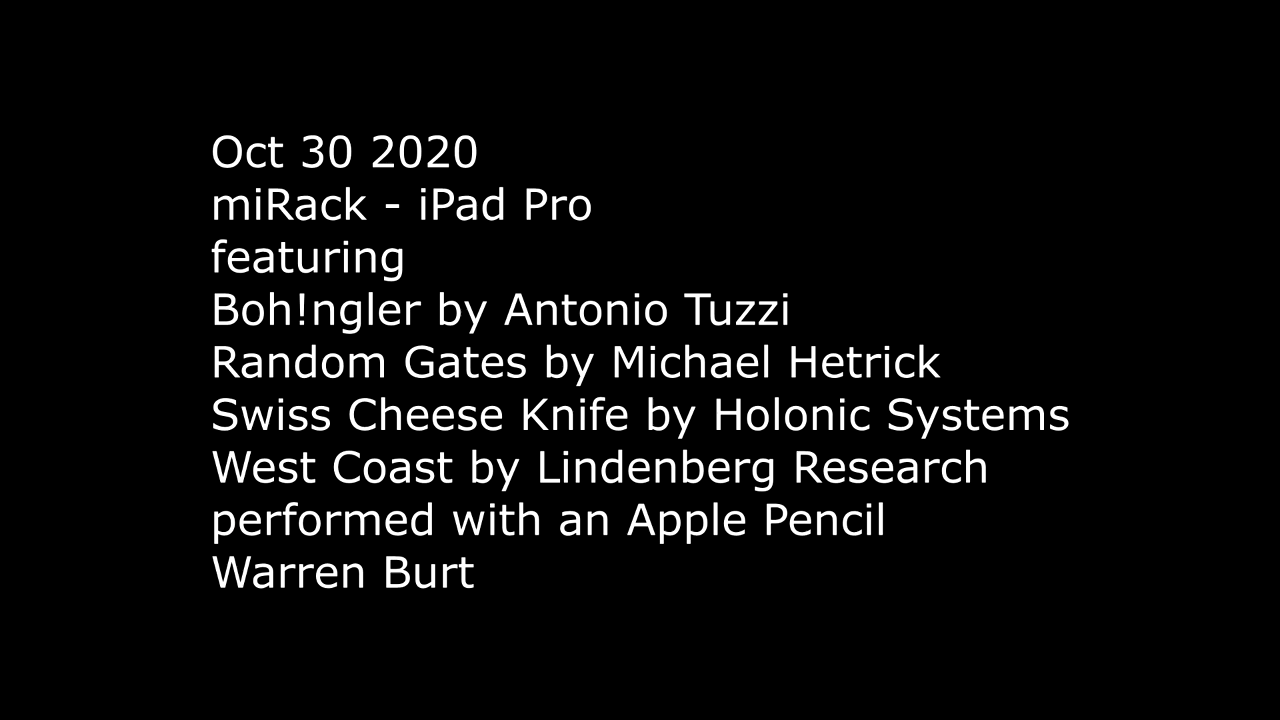 Oct 30 2020
miRack - iPad Pro
featuring
Boh!ngler by Antonio Tuzzi
Random Gates by Michael Hetrick
Swiss Cheese Knife by Holonic Systems
West Coast by Lindenberg Research
performed with an Apple Pencil
Warren Burt